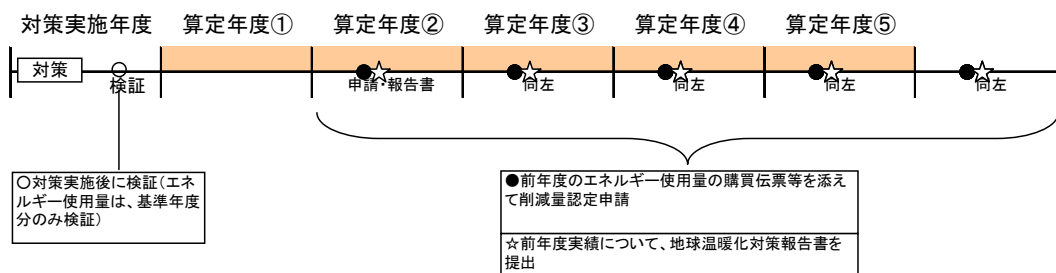 対策実施年度 算定年度① 算定年度② 算定年度③ 算定年度④ 算定年度⑤
対策
検証 申請・報告書 同左 同左 同左 同左
○対策実施後に検証(エネ
ルギー使用量は、基準年度
分のみ検証)
●前年度のエネルギー使用量の購買伝票等を添え
て削減量認定申請
☆前年度実績について、地球温暖化対策報告書を
提出